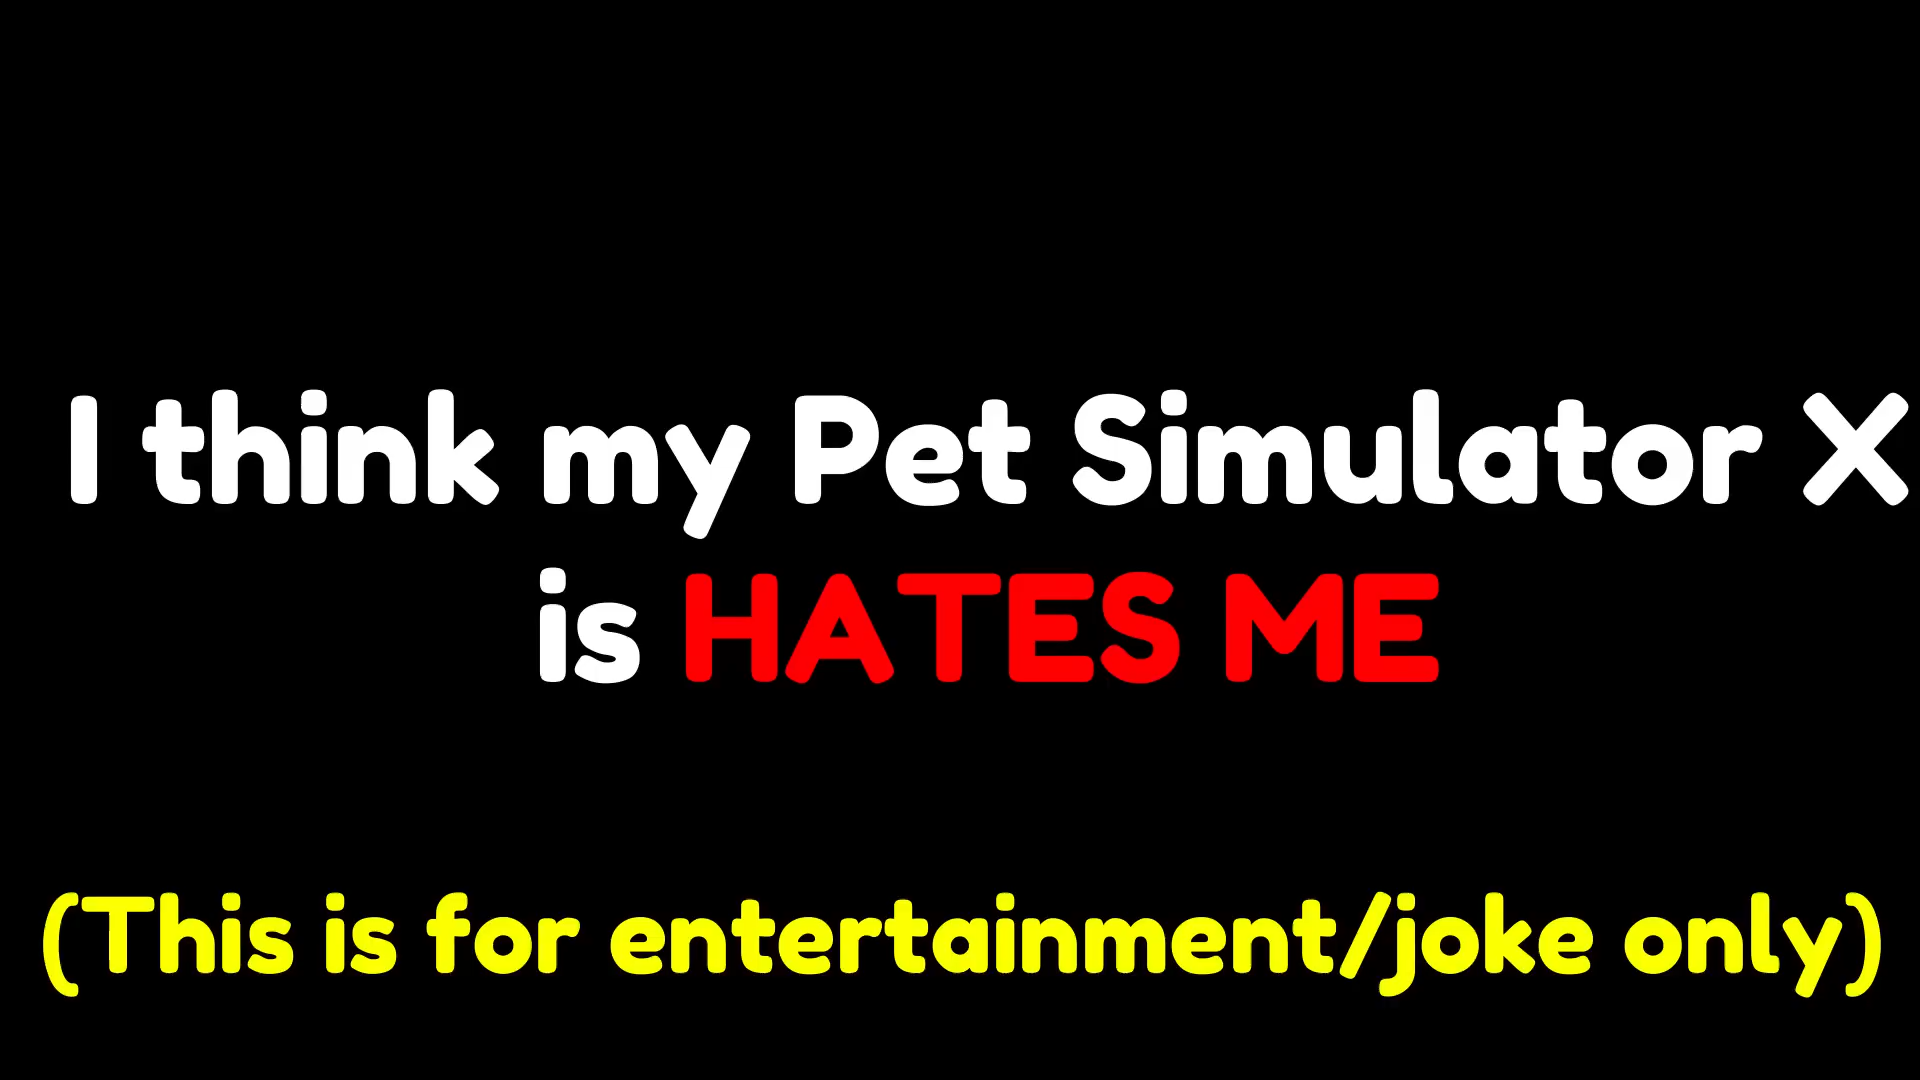 I think my Pet Simulator X
is HATES ME
(This is for entertainment/joke only)